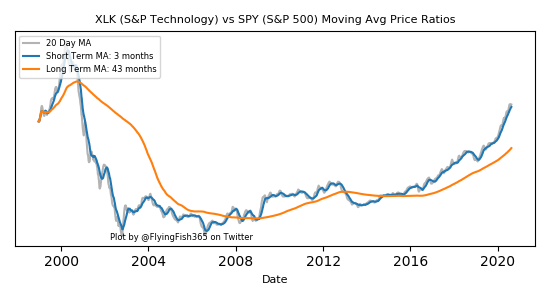 XLK (S&P Technology) vs SPY (S&P 500) Moving Avg Price Ratios
20 Day MA
Short Term MA: 3 months
Long Term MA: 43 months
Plot by @FlyingFish365 on Twitter
2000 2004 2008 2012 2016 2020
Date